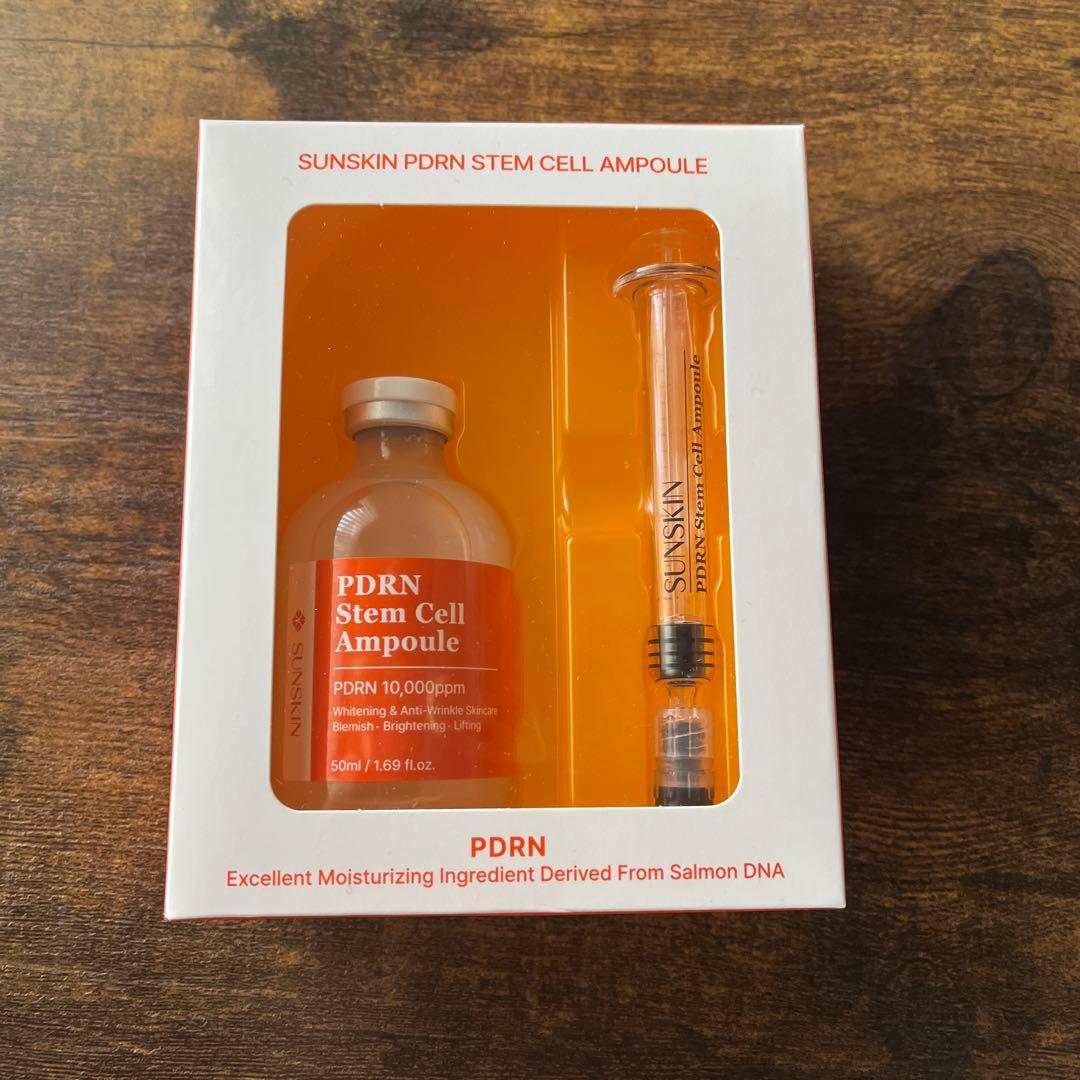 SUNSKIN PDRN STEM CELL AMPOULE
SUNSKIN
PDRN
Stem Cell
Ampoule
PDRN 10,000ppm
Whitening & Anti-Wrinkle Skincare
Blemish · Brightening · Lifting
50ml / 1.69 fl.oz.
SUNSKIN
PDRN Stem Cell Ampoule
PDRN
Excellent Moisturizing Ingredient Derived From Salmon DNA